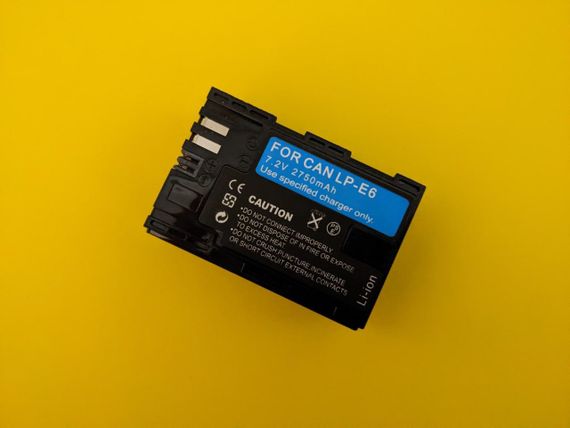 FOR CAN LP-E6
7.2V 2750mAh
Use specified charger only.
CE
CAUTION
•DO NOT CONNECT IMPROPERLY
•DO NOT DISPOSE OF IN FIRE OR EXPOSE
TO EXCESS HEAT
•DO NOT CRUSH PUNCTURE, INCINERATE
OR SHORT CIRCUIT EXTERNAL CONTACTS
Li-ion